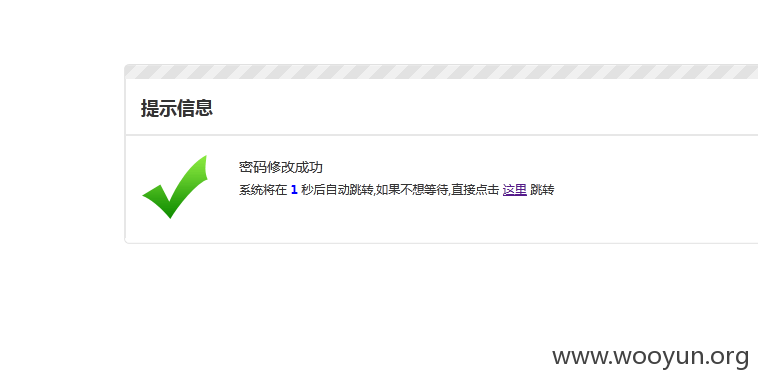 提示信息
密码修改成功
系统将在 1 秒后自动跳转,如果不想等待,直接点击 这里 跳转
www.wooyun.org